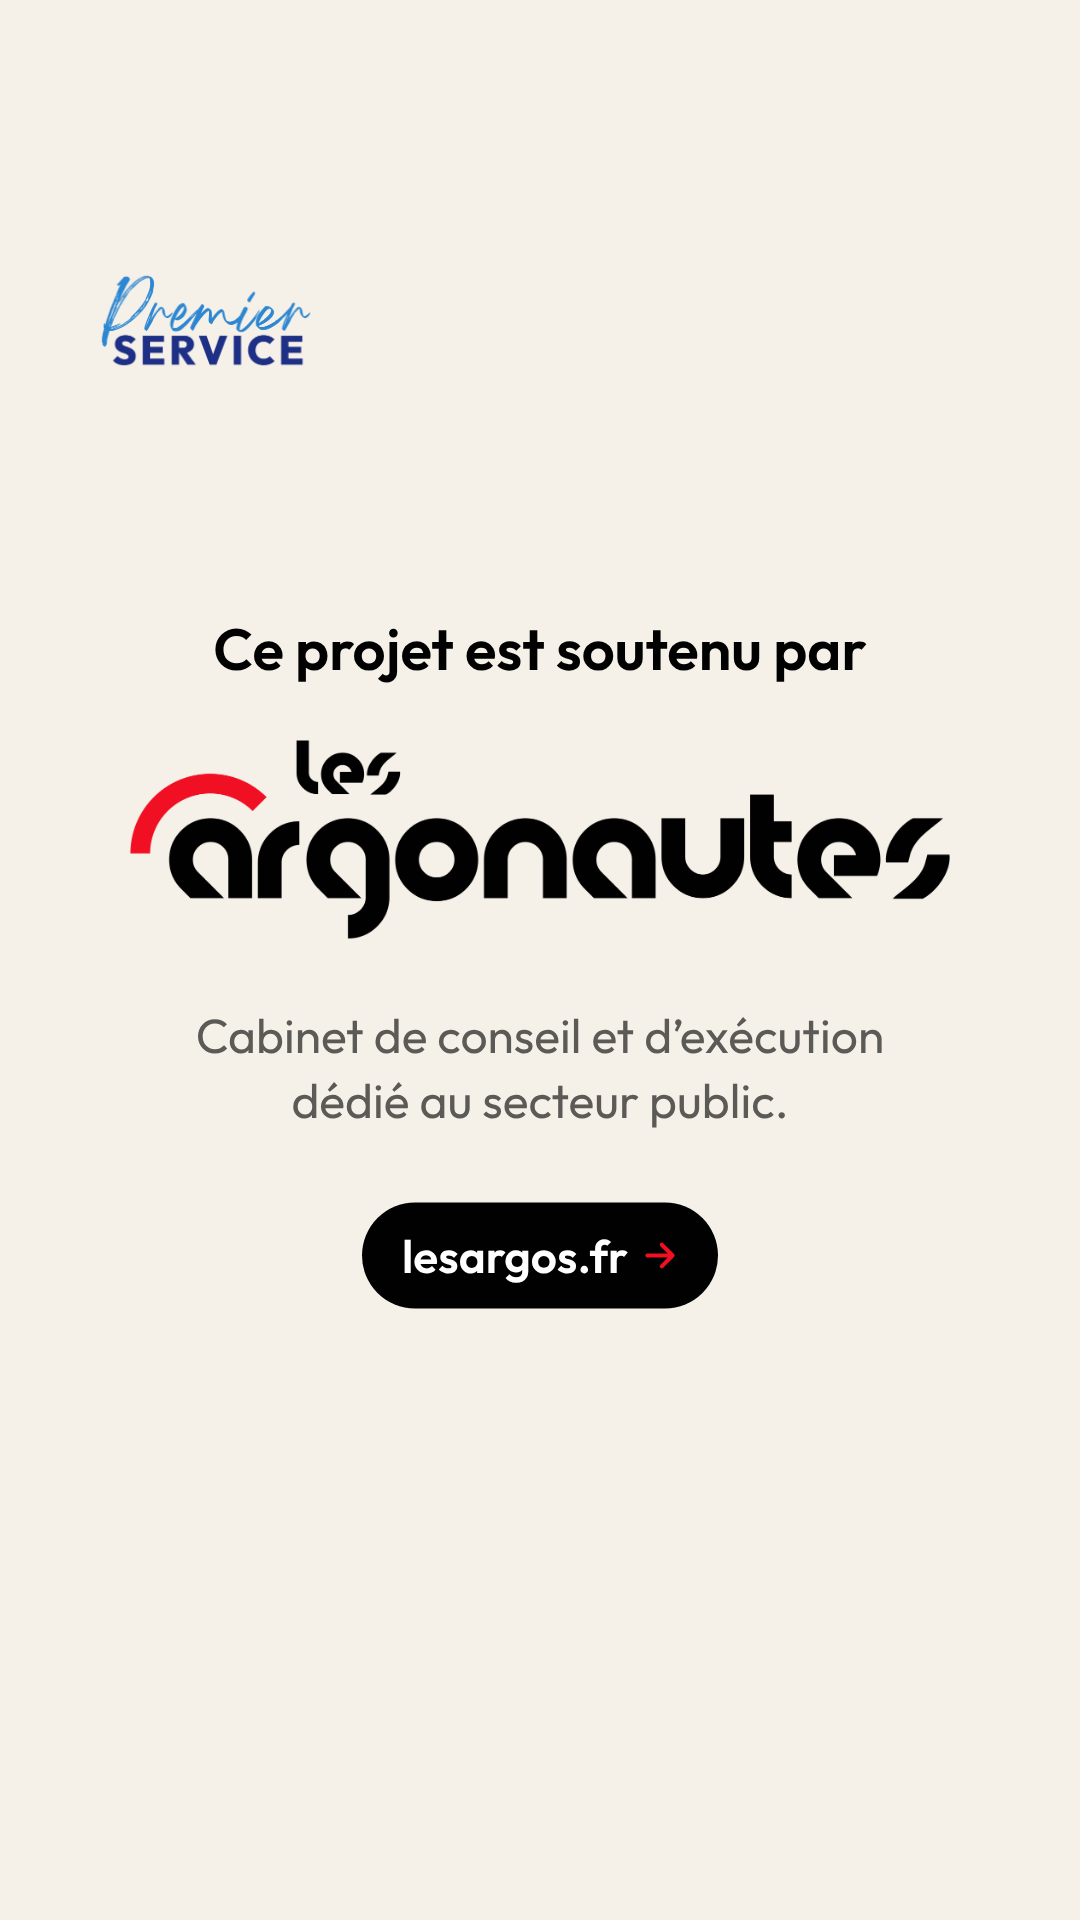 Premier
SERVICE
Ce projet est soutenu par
les
argonautes
Cabinet de conseil et d’exécution
dédié au secteur public.
lesargos.fr →